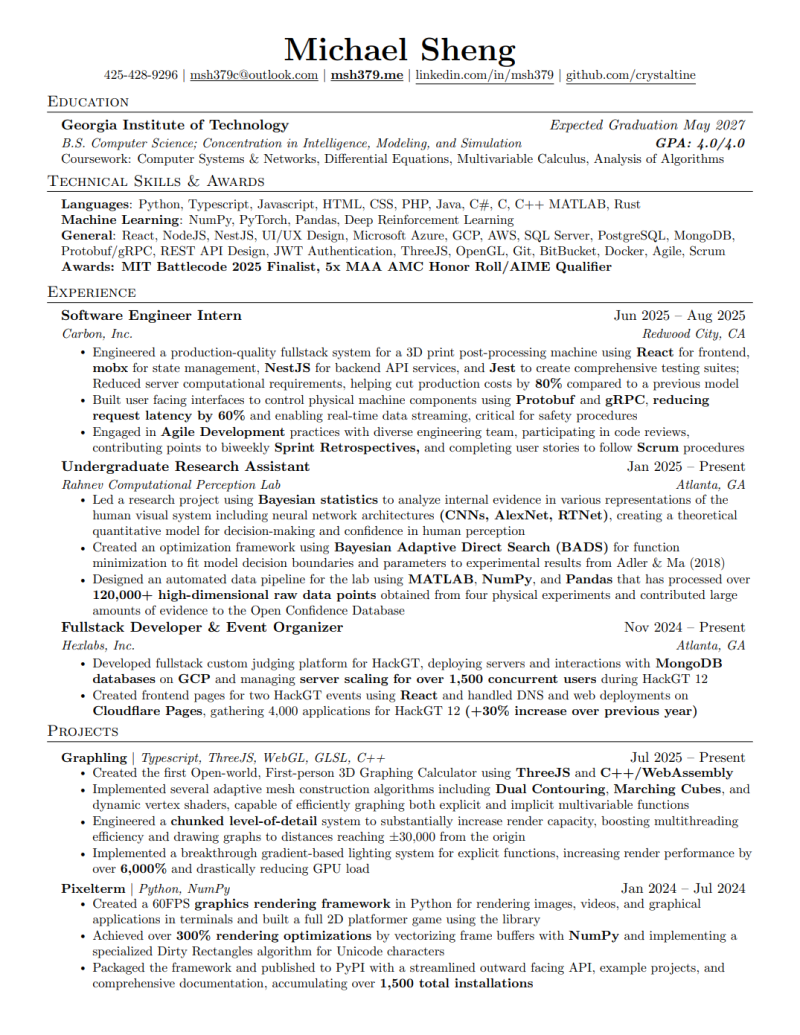 Michael Sheng
425-428-9296 | msh379c@outlook.com | msh379.me | linkedin.com/in/msh379 | github.com/crystaltine
Education
Georgia Institute of Technology Expected Graduation May 2027
B.S. Computer Science; Concentration in Intelligence, Modeling, and Simulation GPA: 4.0/4.0
Coursework: Computer Systems & Networks, Differential Equations, Multivariable Calculus, Analysis of Algorithms
Technical Skills & Awards
Languages: Python, Typescript, Javascript, HTML, CSS, PHP, Java, C#, C, C++ MATLAB, Rust
Machine Learning: NumPy, PyTorch, Pandas, Deep Reinforcement Learning
General: React, NodeJS, NestJS, UI/UX Design, Microsoft Azure, GCP, AWS, SQL Server, PostgreSQL, MongoDB,
Protobuf/gRPC, REST API Design, JWT Authentication, ThreeJS, OpenGL, Git, BitBucket, Docker, Agile, Scrum
Awards: MIT Battlecode 2025 Finalist, 5x MAA AMC Honor Roll/AIME Qualifier
Experience
Software Engineer Intern Jun 2025 – Aug 2025
Carbon, Inc. Redwood City, CA
• Engineered a production-quality fullstack system for a 3D print post-processing machine using React for frontend,
mobx for state management, NestJS for backend API services, and Jest to create comprehensive testing suites;
Reduced server computational requirements, helping cut production costs by 80% compared to a previous model
• Built user facing interfaces to control physical machine components using Protobuf and gRPC, reducing
request latency by 60% and enabling real-time data streaming, critical for safety procedures
• Engaged in Agile Development practices with diverse engineering team, participating in code reviews,
contributing points to biweekly Sprint Retrospectives, and completing user stories to follow Scrum procedures
Undergraduate Research Assistant Jan 2025 – Present
Rahnev Computational Perception Lab Atlanta, GA
• Led a research project using Bayesian statistics to analyze internal evidence in various representations of the
human visual system including neural network architectures (CNNs, AlexNet, RTNet), creating a theoretical
quantitative model for decision-making and confidence in human perception
• Created an optimization framework using Bayesian Adaptive Direct Search (BADS) for function
minimization to fit model decision boundaries and parameters to experimental results from Adler & Ma (2018)
• Designed an automated data pipeline for the lab using MATLAB, NumPy, and Pandas that has processed over
120,000+ high-dimensional raw data points obtained from four physical experiments and contributed large
amounts of evidence to the Open Confidence Database
Fullstack Developer & Event Organizer Nov 2024 – Present
Hexlabs, Inc. Atlanta, GA
• Developed fullstack custom judging platform for HackGT, deploying servers and interactions with MongoDB
databases on GCP and managing server scaling for over 1,500 concurrent users during HackGT 12
• Created frontend pages for two HackGT events using React and handled DNS and web deployments on
Cloudflare Pages, gathering 4,000 applications for HackGT 12 (+30% increase over previous year)
Projects
Graphling | Typescript, ThreeJS, WebGL, GLSL, C++ Jul 2025 – Present
• Created the first Open-world, First-person 3D Graphing Calculator using ThreeJS and C++/WebAssembly
• Implemented several adaptive mesh construction algorithms including Dual Contouring, Marching Cubes, and
dynamic vertex shaders, capable of efficiently graphing both explicit and implicit multivariable functions
• Engineered a chunked level-of-detail system to substantially increase render capacity, boosting multithreading
efficiency and drawing graphs to distances reaching ±30,000 from the origin
• Implemented a breakthrough gradient-based lighting system for explicit functions, increasing render performance by
over 6,000% and drastically reducing GPU load
Pixelterm | Python, NumPy Jan 2024 – Jul 2024
• Created a 60FPS graphics rendering framework in Python for rendering images, videos, and graphical
applications in terminals and built a full 2D platformer game using the library
• Achieved over 300% rendering optimizations by vectorizing frame buffers with NumPy and implementing a
specialized Dirty Rectangles algorithm for Unicode characters
• Packaged the framework and published to PyPI with a streamlined outward facing API, example projects, and
comprehensive documentation, accumulating over 1,500 total installations